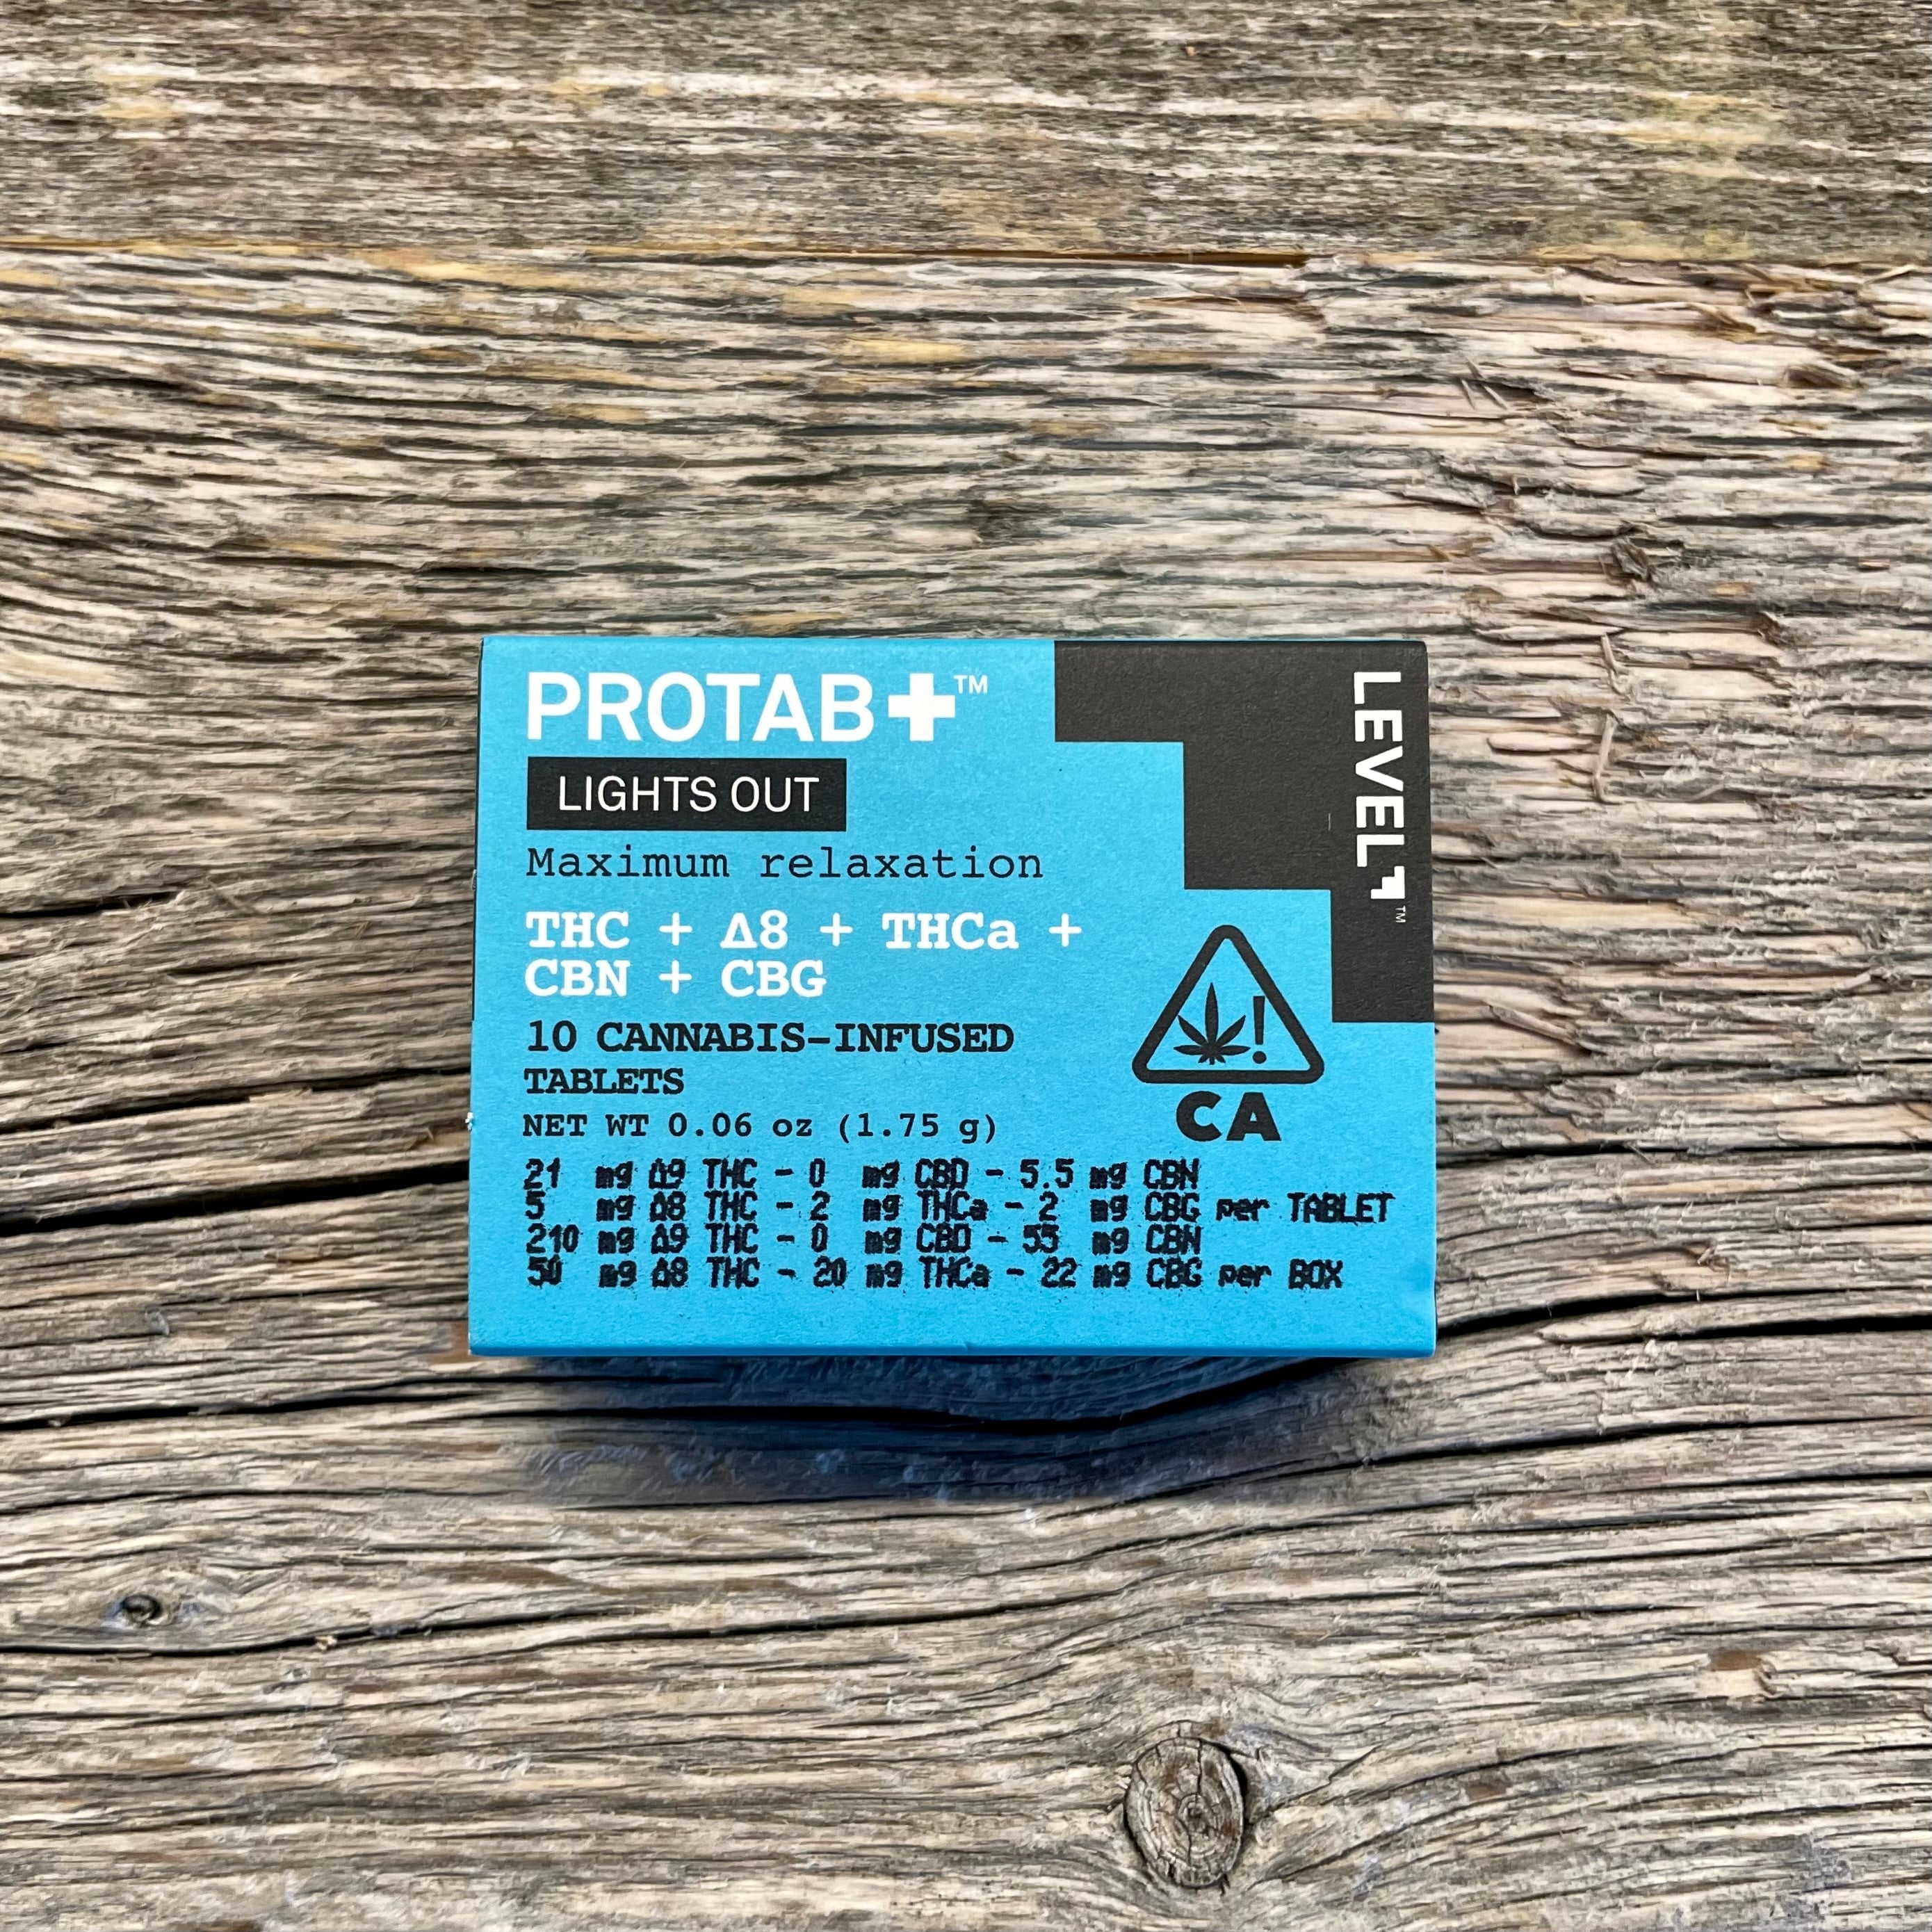 PROTAB+™
LEVEL™
LIGHTS OUT
Maximum relaxation
THC + Δ8 + THCa +
CBN + CBG
10 CANNABIS-INFUSED
TABLETS
NET WT 0.06 oz (1.75 g)
CA
21 mg Δ9 THC - 0 mg CBD - 5.5 mg CBN
5 mg Δ8 THC - 2 mg THCa - 2 mg CBG per TABLET
210 mg Δ9 THC - 0 mg CBD - 55 mg CBN
50 mg Δ8 THC - 20 mg THCa - 22 mg CBG per BOX